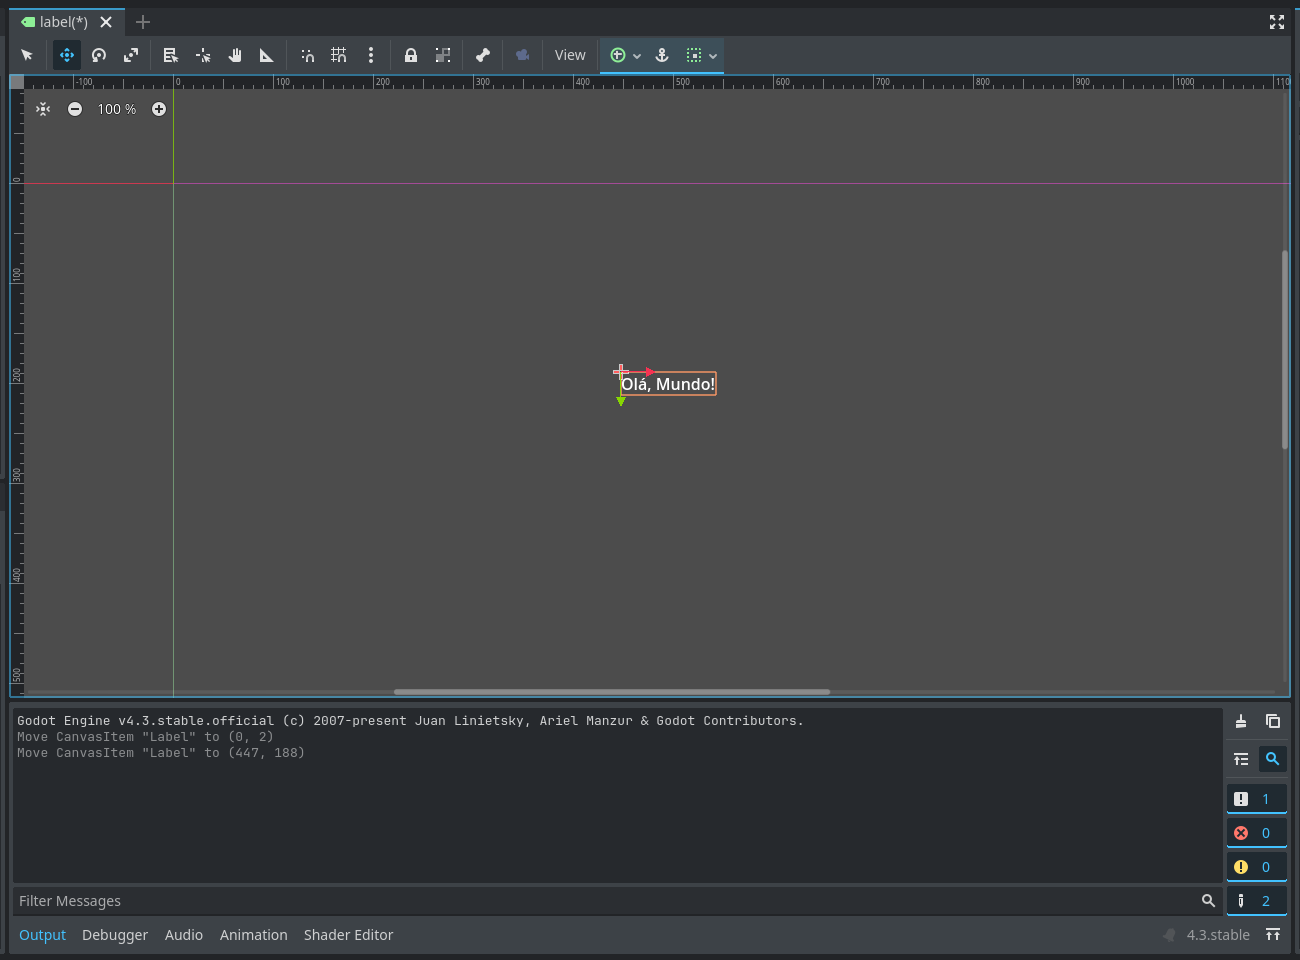 label(*)
View
-100 0 100 200 300 400 500 600 700 800 900 1000 1100
100 %
0
100
200
300
400
500
Olá, Mundo!
Godot Engine v4.3.stable.official (c) 2007-present Juan Linietsky, Ariel Manzur & Godot Contributors.
Move CanvasItem "Label" to (0, 2)
Move CanvasItem "Label" to (447, 188)
1
0
0
2
Filter Messages
Output Debugger Audio Animation Shader Editor 4.3.stable